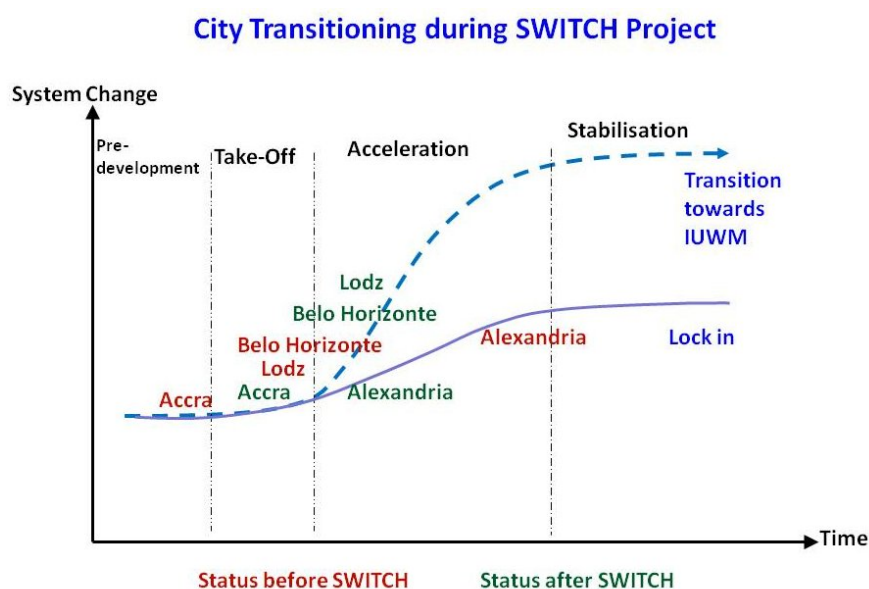 City Transitioning during SWITCH Project
System Change
Pre-
development
Take-Off
Acceleration
Stabilisation
Transition
towards
IUWM
Lodz
Belo Horizonte
Belo Horizonte
Lodz
Alexandria
Lock in
Accra
Accra
Alexandria
Time
Status before SWITCH
Status after SWITCH